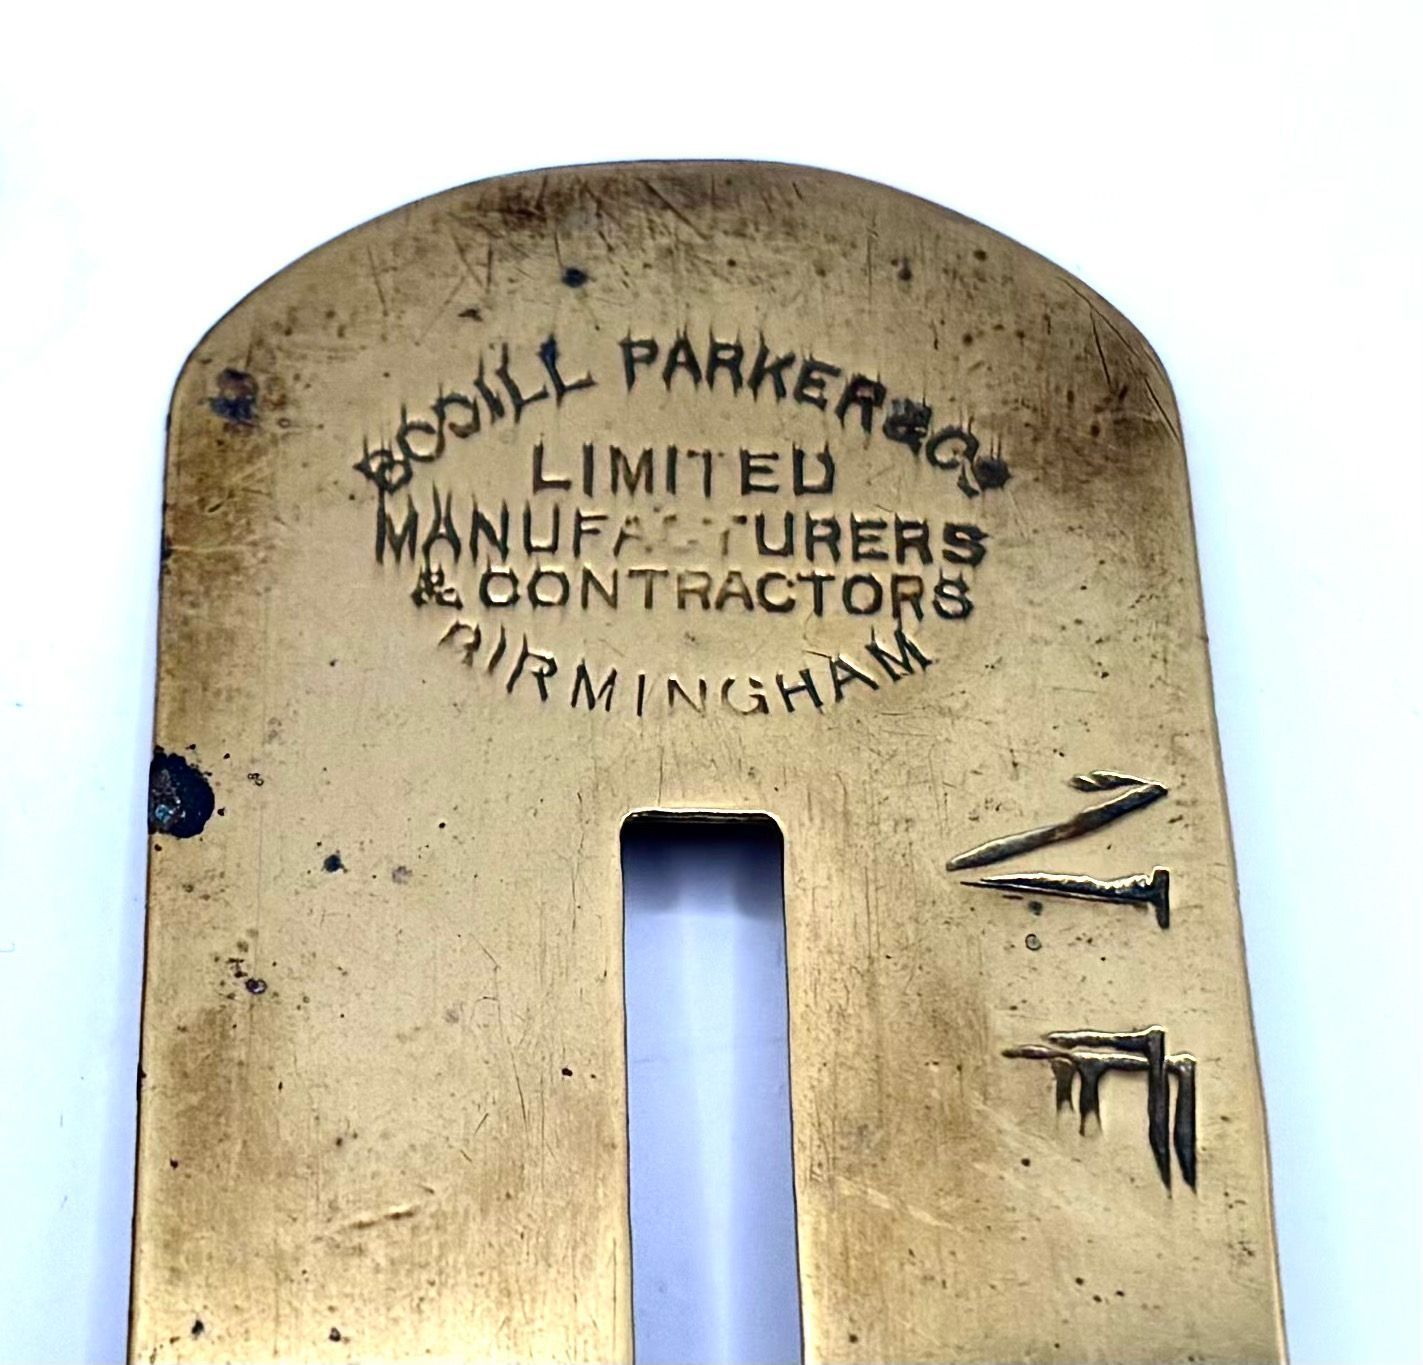 BODILL PARKER & Co
LIMITED
MANUFACTURERS
& CONTRACTORS
BIRMINGHAM